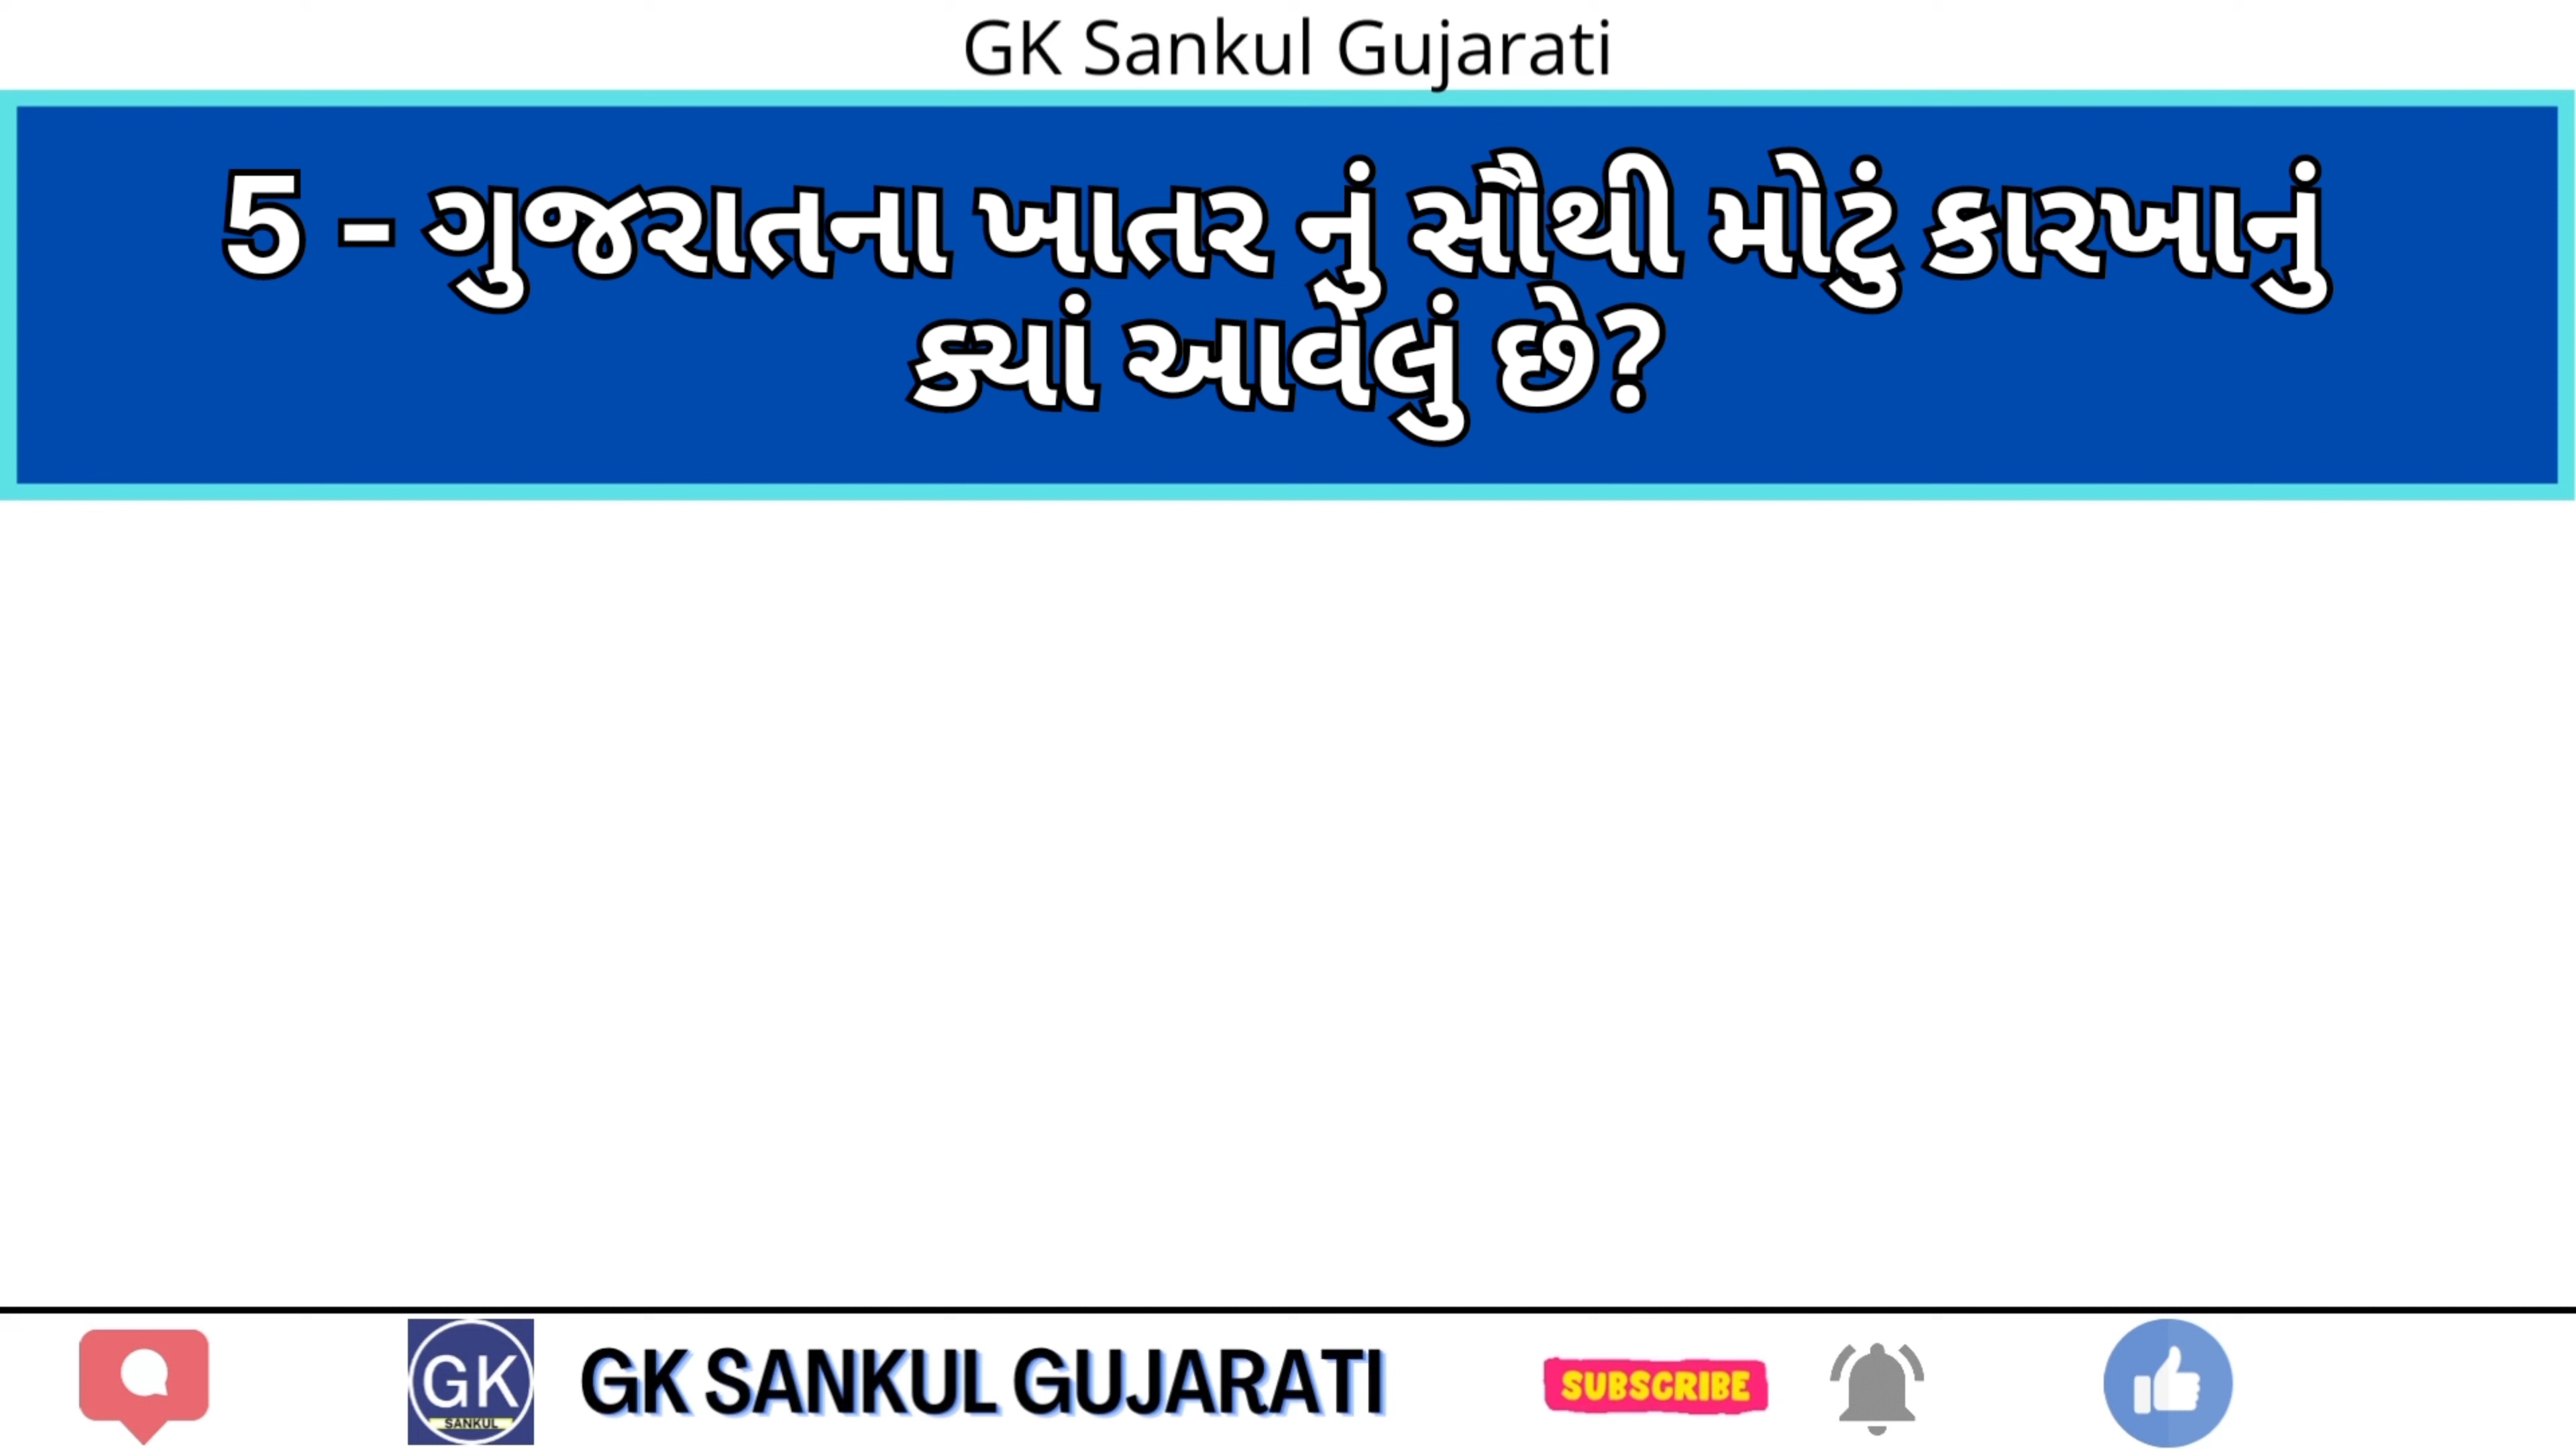 GK Sankul Gujarati
5 - ગુજરાતના ખાતર નું સૌથી મોટું કારખાનું
ક્યાં આવેલું છે?
GK
SANKUL
GK SANKUL GUJARATI
SUBSCRIBE